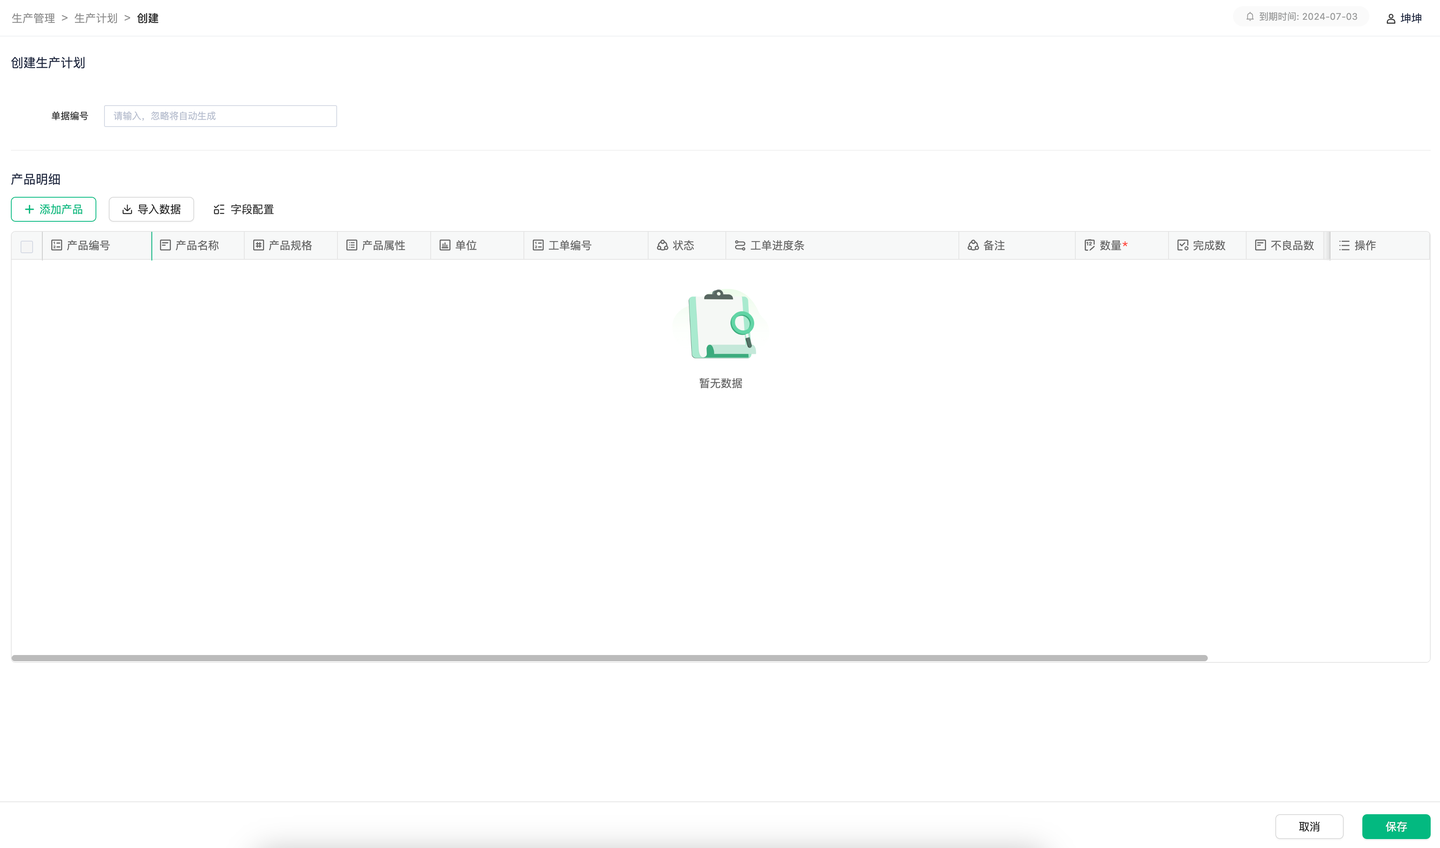 生产管理 > 生产计划 > 创建
到期时间: 2024-07-03
坤坤
创建生产计划
单据编号 请输入，忽略将自动生成
产品明细
添加产品 导入数据 字段配置
产品编号 产品名称 产品规格 产品属性 单位 工单编号 状态 工单进度条 备注 数量* 完成数 不良品数 操作
暂无数据
取消 保存